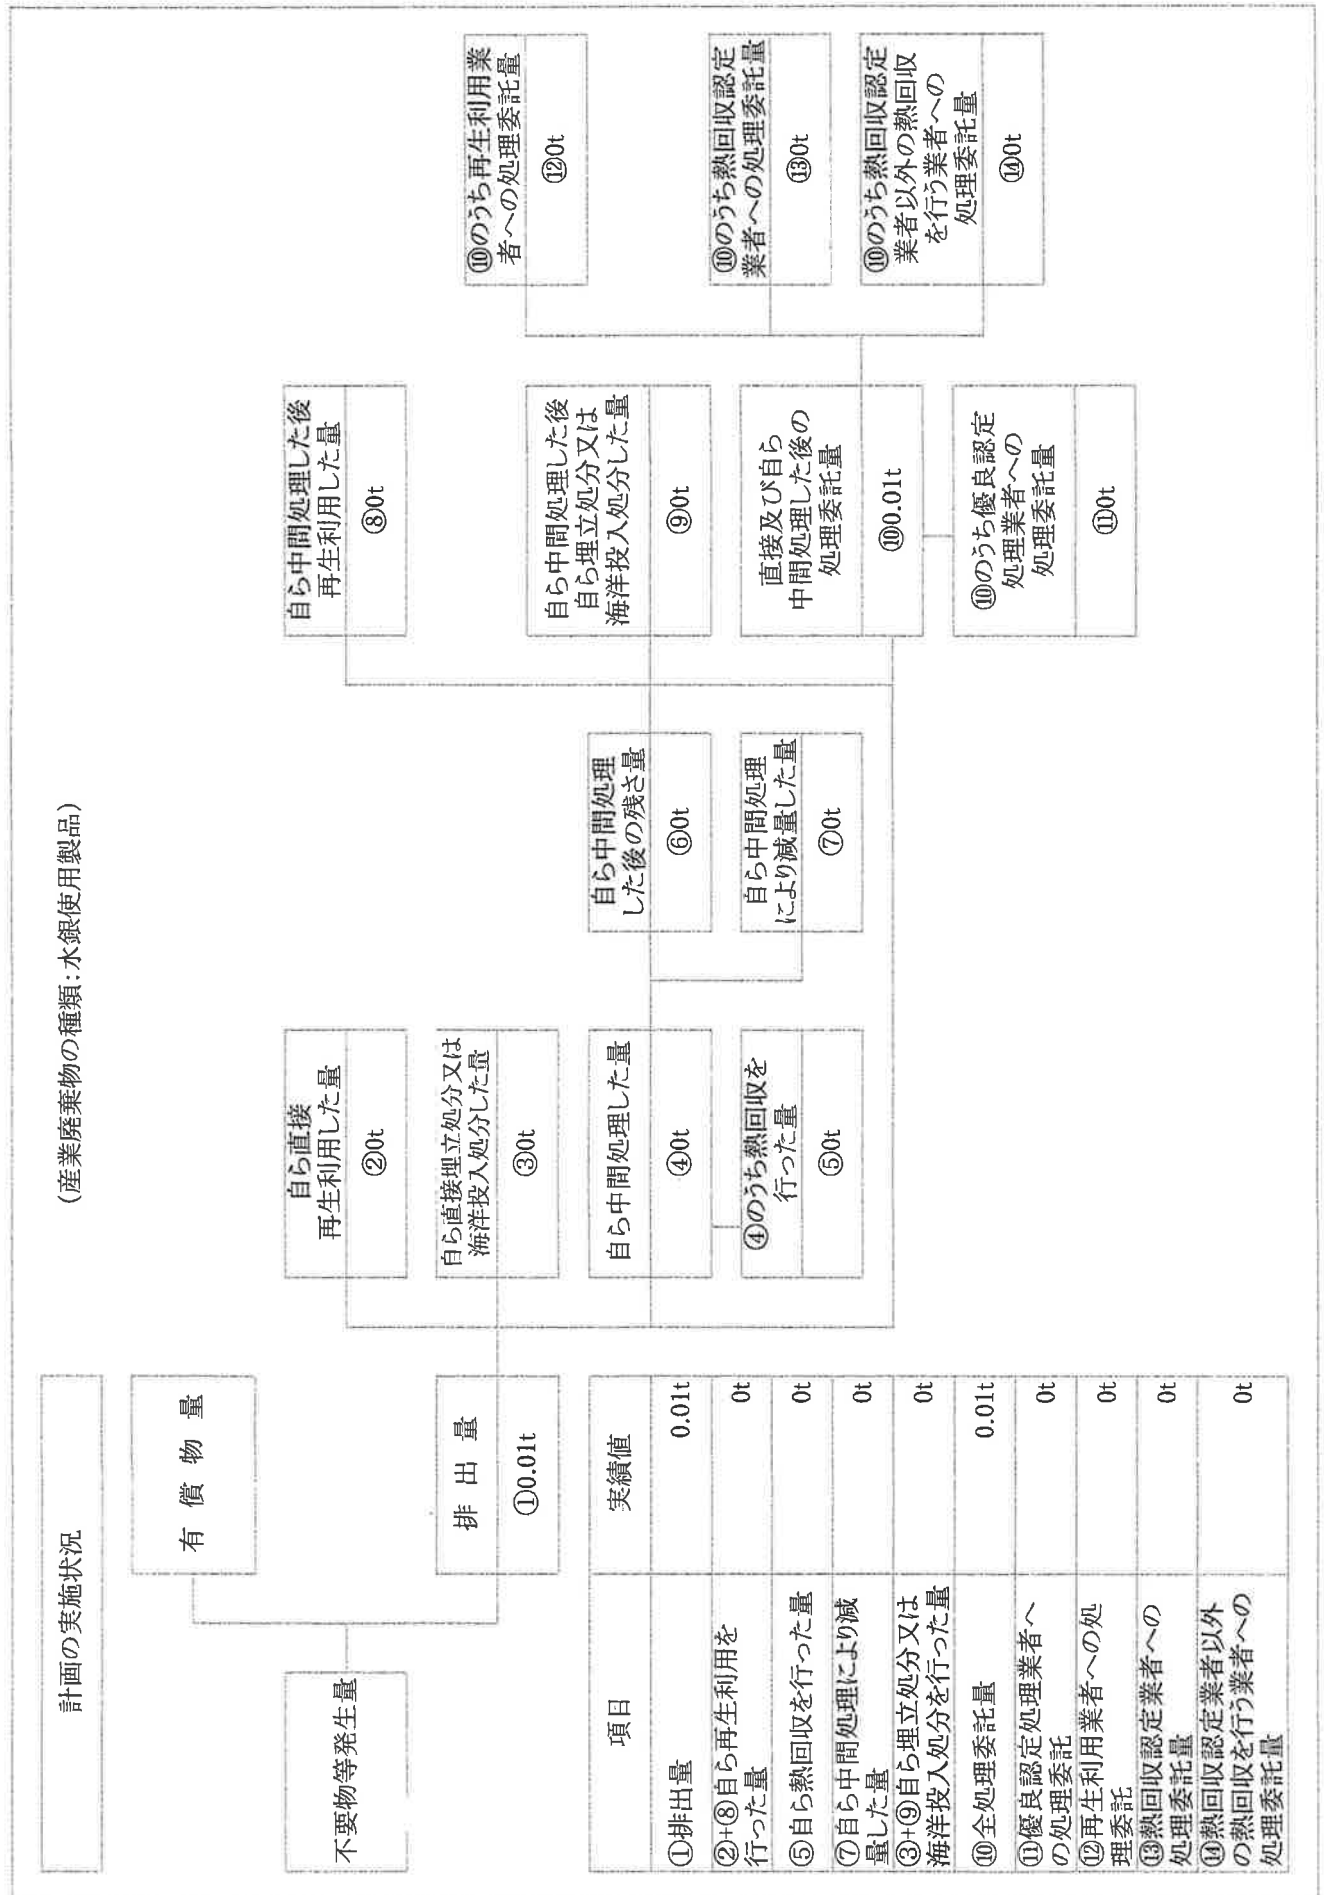 計画の実施状況
(産業廃棄物の種類:水銀使用製品)
不要物等発生量
有償物量
排出量
①0.01t
自ら直接
再生利用した量
②0t
自ら直接埋立処分又は
海洋投入処分した量
③0t
自ら中間処理した量
④0t
④のうち熱回収を
行った量
⑤0t
自ら中間処理
した後の残さ量
⑥0t
自ら中間処理
により減量した量
⑦0t
自ら中間処理した後
再生利用した量
⑧0t
自ら中間処理した後
自ら埋立処分又は
海洋投入処分した量
⑨0t
直接及び自ら
中間処理した後の
処理委託量
⑩0.01t
⑩のうち優良認定
処理業者への
処理委託量
⑪0t
⑩のうち再生利用業
者への処理委託量
⑫0t
⑩のうち熱回収認定
業者への処理委託量
⑬0t
⑩のうち熱回収認定
業者以外の熱回収
を行う業者への
処理委託量
⑭0t
項目 実績値
①排出量 0.01t
②+⑧自ら再生利用を
行った量 0t
⑤自ら熱回収を行った量 0t
⑦自ら中間処理により減
量した量 0t
③+⑨自ら埋立処分又は
海洋投入処分を行った量 0t
⑩全処理委託量 0.01t
⑪優良認定処理業者へ
の処理委託 0t
⑫再生利用業者への処
理委託 0t
⑬熱回収認定業者への
処理委託量 0t
⑭熱回収認定業者以外
の熱回収を行う業者への
処理委託量 0t